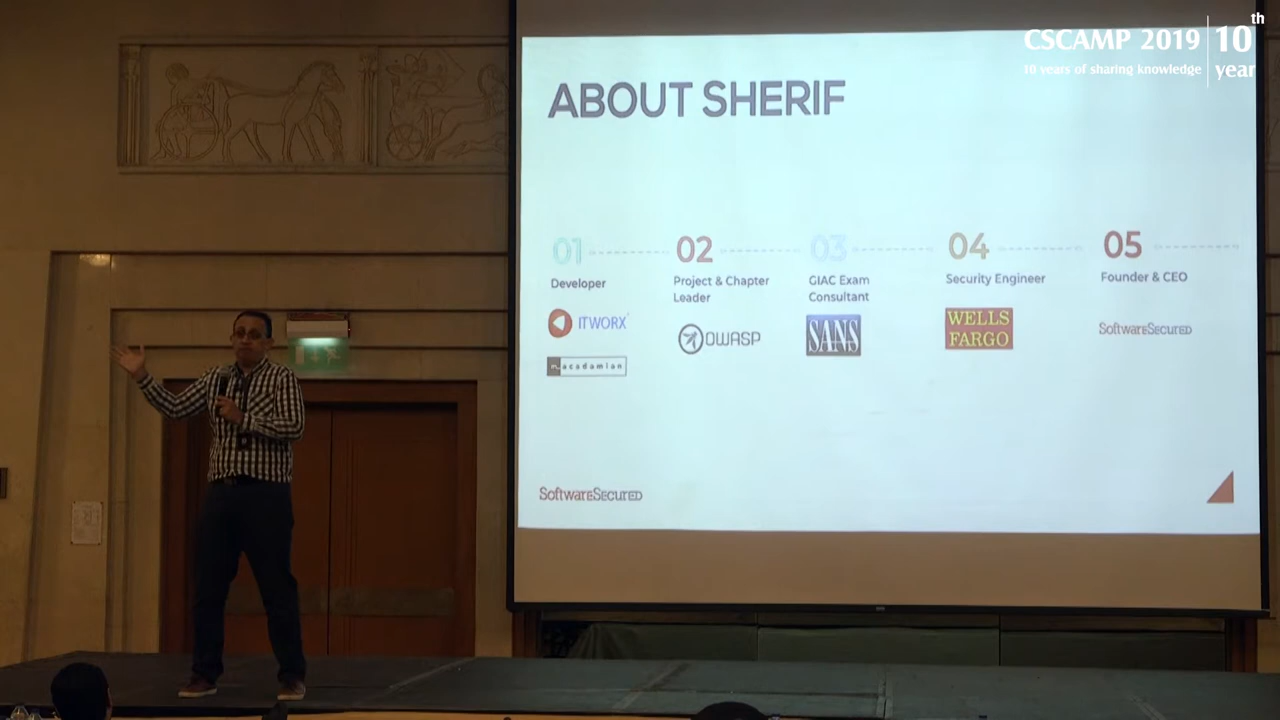 CSCAMP 2019
10 years of sharing knowledge
10th
year
ABOUT SHERIF
01
Developer
ITWORX
macadamian
02
Project & Chapter
Leader
OWASP
03
GIAC Exam
Consultant
SANS
04
Security Engineer
WELLS
FARGO
05
Founder & CEO
SOFTWARESECURED
SOFTWARESECURED